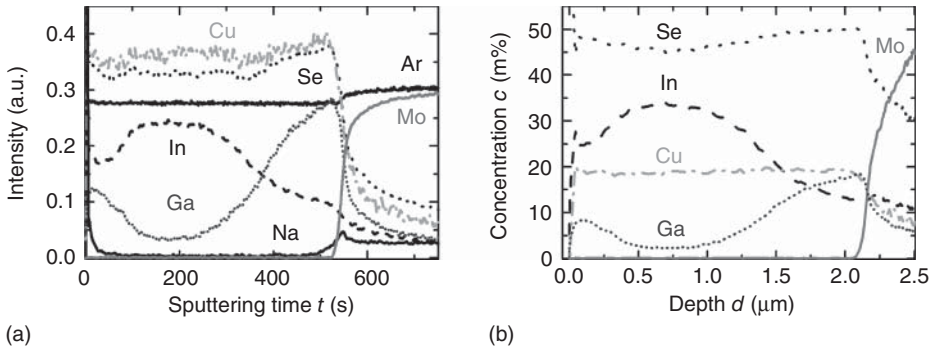 0.4
0.3
0.2
0.1
0.0
Intensity (a.u.)
Cu
Se
Ar
Mo
In
Ga
Na
0
200
400
600
Sputtering time t (s)
(a)
50
40
30
20
10
0
Concentration c (m%)
Se
Mo
In
Cu
Ga
0.0
0.5
1.0
1.5
2.0
2.5
Depth d (μm)
(b)